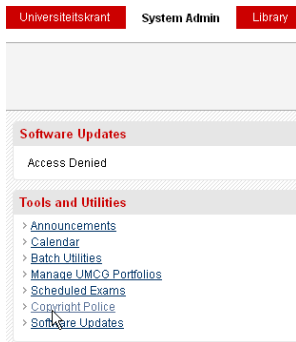 Universiteitskrant System Admin Library
Software Updates
Access Denied
Tools and Utilities
> Announcements
> Calendar
> Batch Utilities
> Manage UMCG Portfolios
> Scheduled Exams
> Copyright Police
> Software Updates